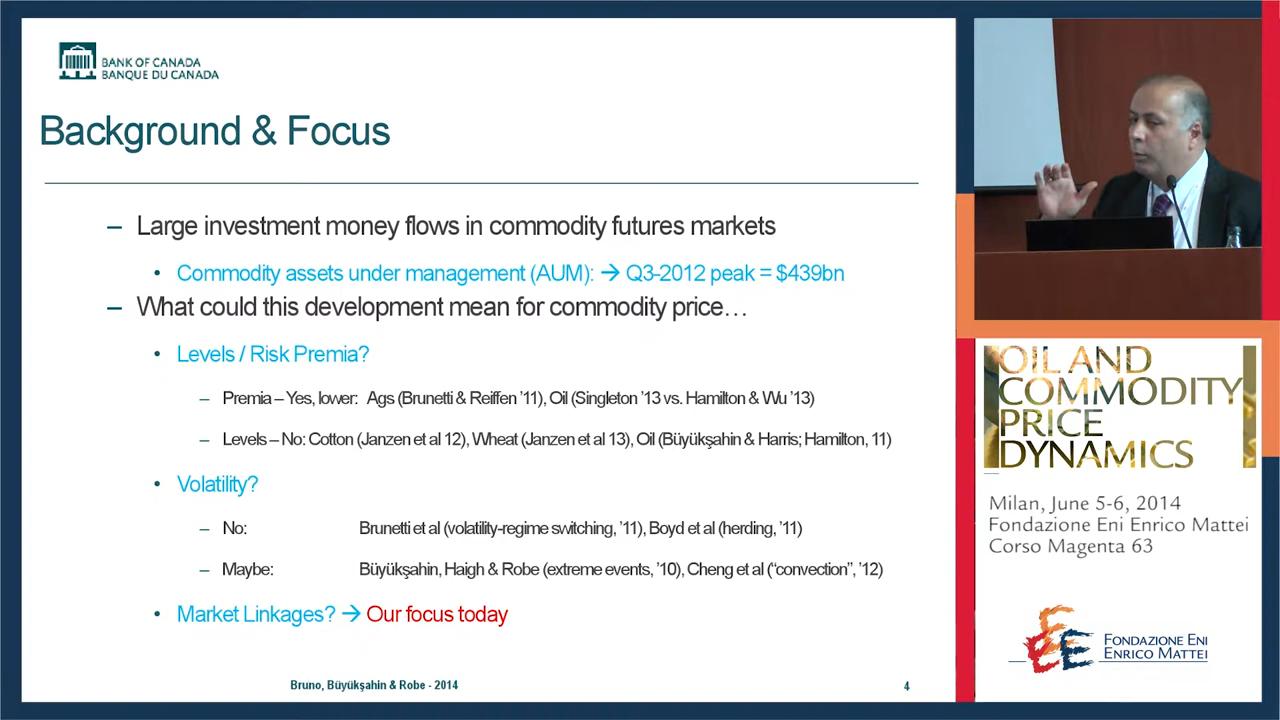 BANK OF CANADA
BANQUE DU CANADA
Background & Focus
– Large investment money flows in commodity futures markets
• Commodity assets under management (AUM): → Q3-2012 peak = $439bn
– What could this development mean for commodity price…
• Levels / Risk Premia?
– Premia – Yes, lower: Ags (Brunetti & Reiffen ’11), Oil (Singleton ’13 vs. Hamilton & Wu ’13)
– Levels – No: Cotton (Janzen et al 12), Wheat (Janzen et al 13), Oil (Büyükşahin & Harris; Hamilton, 11)
• Volatility?
– No: Brunetti et al (volatility-regime switching, ’11), Boyd et al (herding, ’11)
– Maybe: Büyükşahin, Haigh & Robe (extreme events, ’10), Cheng et al (“convection”, ’12)
• Market Linkages? → Our focus today
Bruno, Büyükşahin & Robe - 2014
4
OIL AND
COMMODITY
PRICE
DYNAMICS
Milan, June 5-6, 2014
Fondazione Eni Enrico Mattei
Corso Magenta 63
FONDAZIONE ENI
ENRICO MATTEI